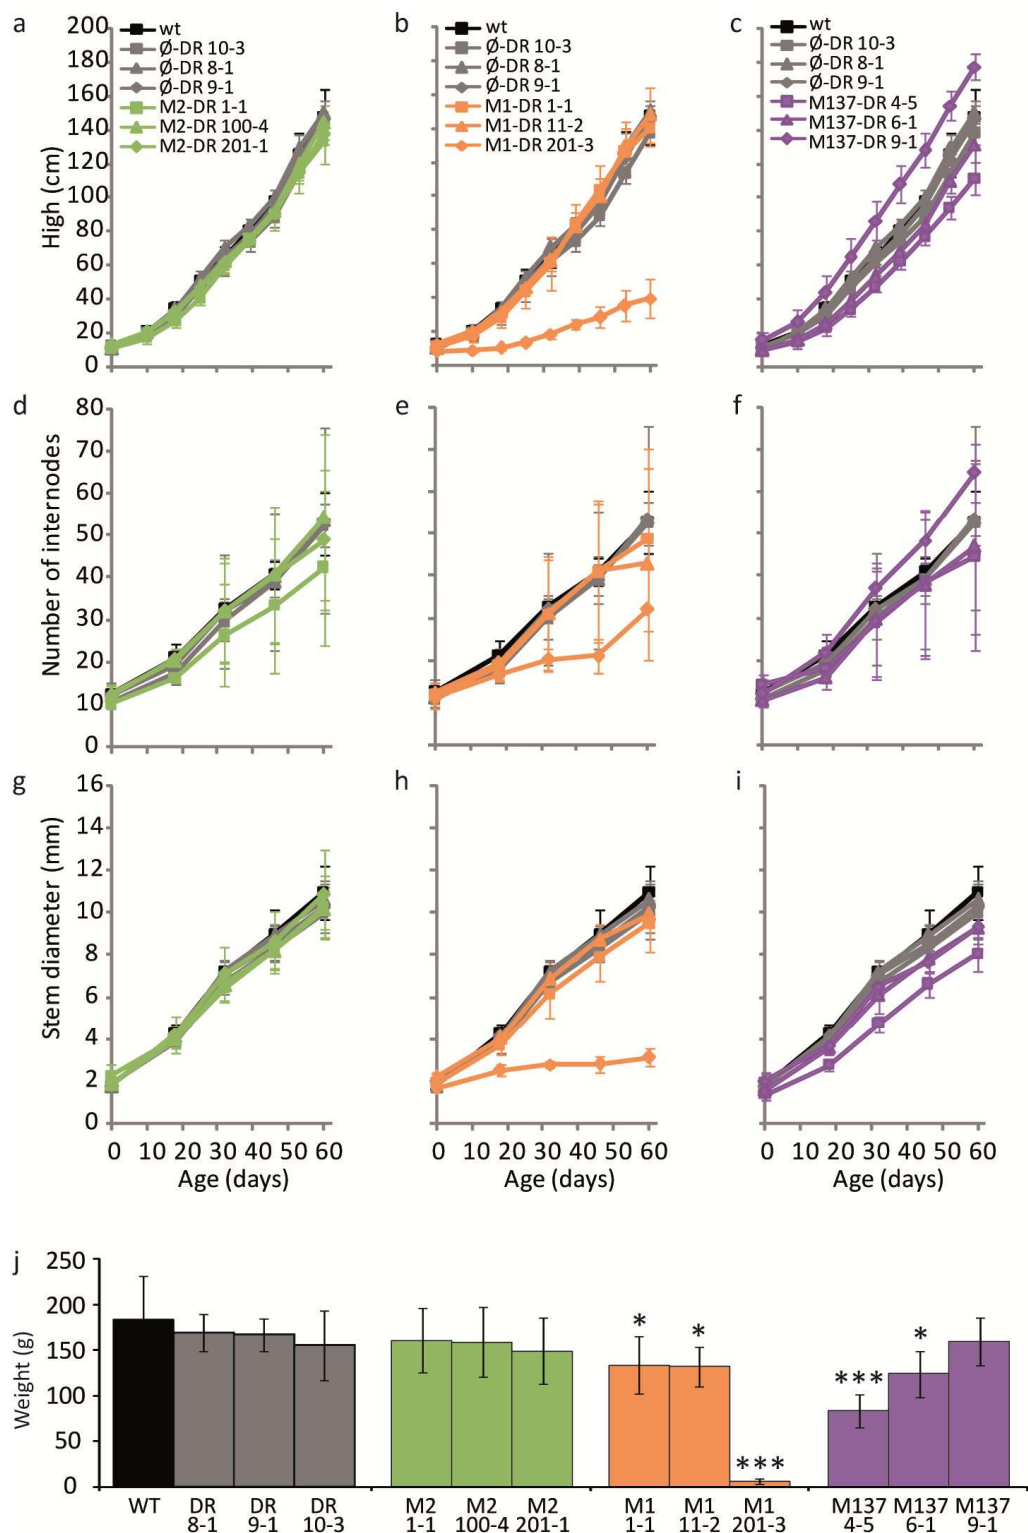 a
High (cm)
200
180
160
140
120
100
80
60
40
20
0
wt
Ø-DR 10-3
Ø-DR 8-1
Ø-DR 9-1
M2-DR 1-1
M2-DR 100-4
M2-DR 201-1
b
wt
Ø-DR 10-3
Ø-DR 8-1
Ø-DR 9-1
M1-DR 1-1
M1-DR 11-2
M1-DR 201-3
c
wt
Ø-DR 10-3
Ø-DR 8-1
Ø-DR 9-1
M137-DR 4-5
M137-DR 6-1
M137-DR 9-1
d
Number of internodes
80
70
60
50
40
30
20
10
0
e
f
g
Stem diameter (mm)
16
14
12
10
8
6
4
2
0
0 10 20 30 40 50 60
Age (days)
h
0 10 20 30 40 50 60
Age (days)
i
0 10 20 30 40 50 60
Age (days)
j
Weight (g)
250
200
150
100
50
0
* * *** *** *
WT DR DR DR M2 M2 M2 M1 M1 M1 M137 M137 M137
8-1 9-1 10-3 1-1 100-4 201-1 1-1 11-2 201-3 4-5 6-1 9-1